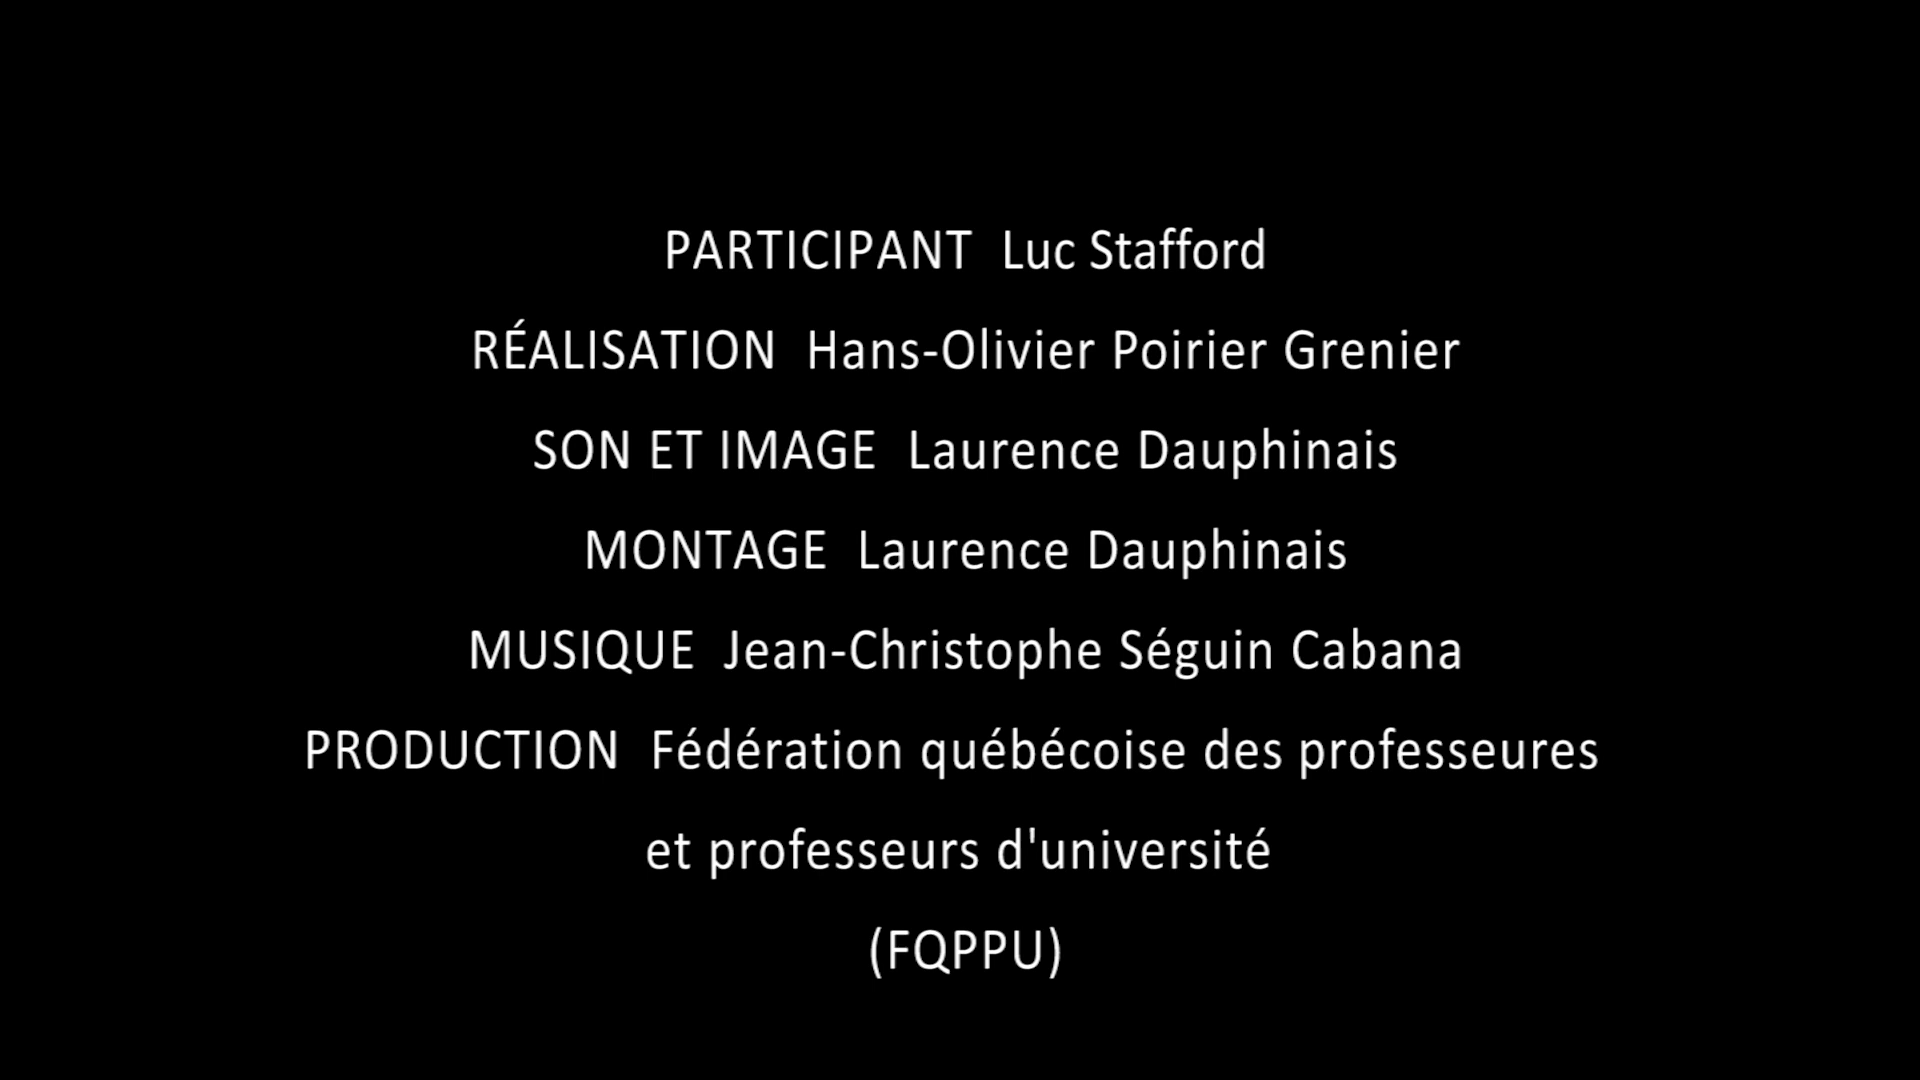 PARTICIPANT Luc Stafford
RÉALISATION Hans-Olivier Poirier Grenier
SON ET IMAGE Laurence Dauphinais
MONTAGE Laurence Dauphinais
MUSIQUE Jean-Christophe Séguin Cabana
PRODUCTION Fédération québécoise des professeures
et professeurs d'université
(FQPPU)